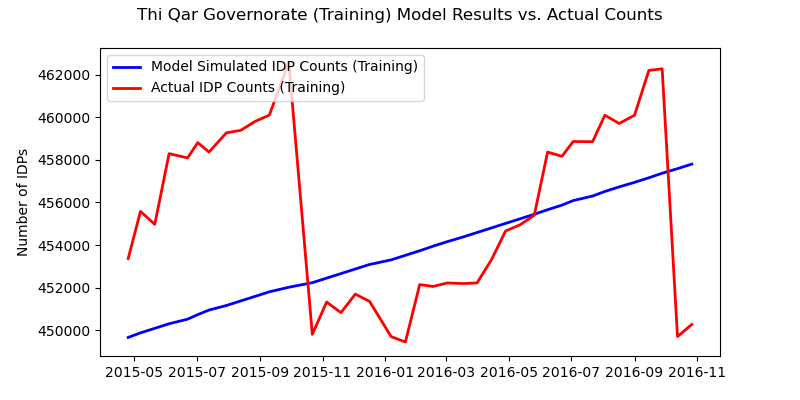 Thi Qar Governorate (Training) Model Results vs. Actual Counts
Model Simulated IDP Counts (Training)
Actual IDP Counts (Training)
Number of IDPs
462000
460000
458000
456000
454000
452000
450000
2015-05 2015-07 2015-09 2015-11 2016-01 2016-03 2016-05 2016-07 2016-09 2016-11